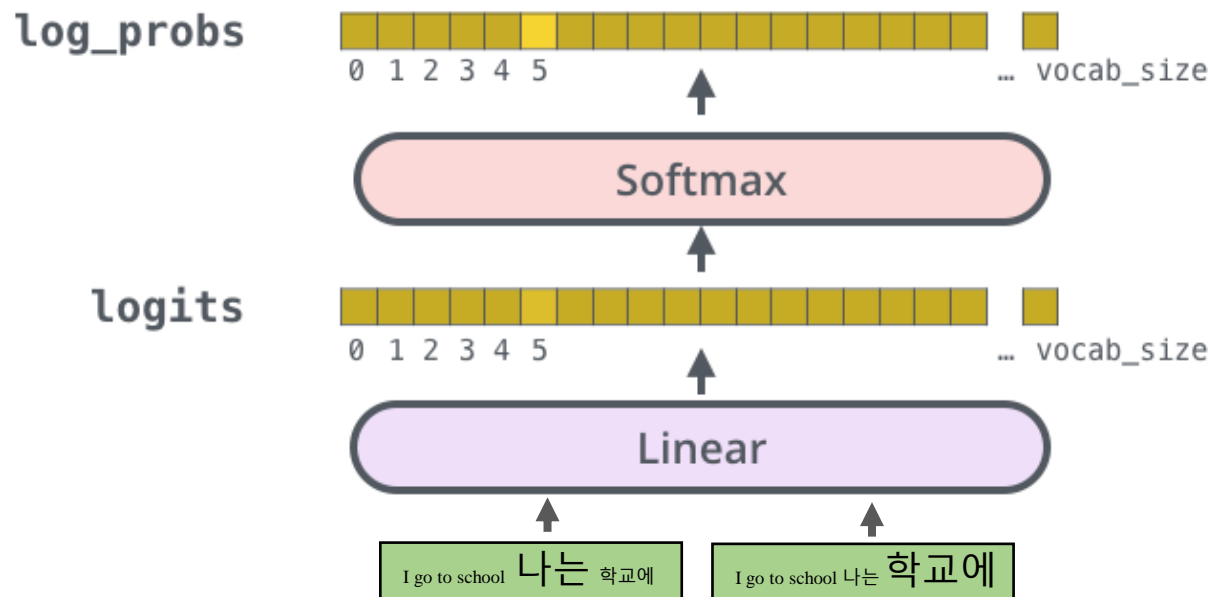 log_probs
0 1 2 3 4 5 … vocab_size
Softmax
logits
0 1 2 3 4 5 … vocab_size
Linear
I go to school 나는 학교에
I go to school 나는 학교에